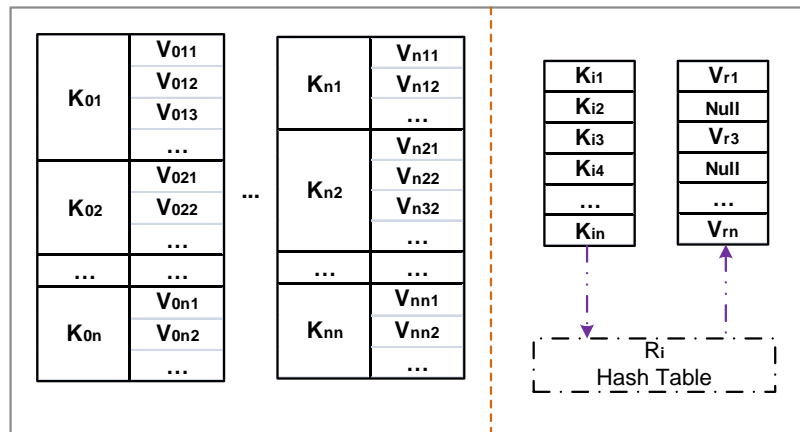 K01
V011
V012
V013
...
K02
V021
V022
...
... ...
K0n
V0n1
V0n2
...
...
Kn1
Vn11
Vn12
...
Kn2
Vn21
Vn22
Vn32
...
... ...
Knn
Vnn1
Vnn2
...
Ki1
Ki2
Ki3
Ki4
...
Kin
Vr1
Null
Vr3
Null
...
Vrn
Ri
Hash Table